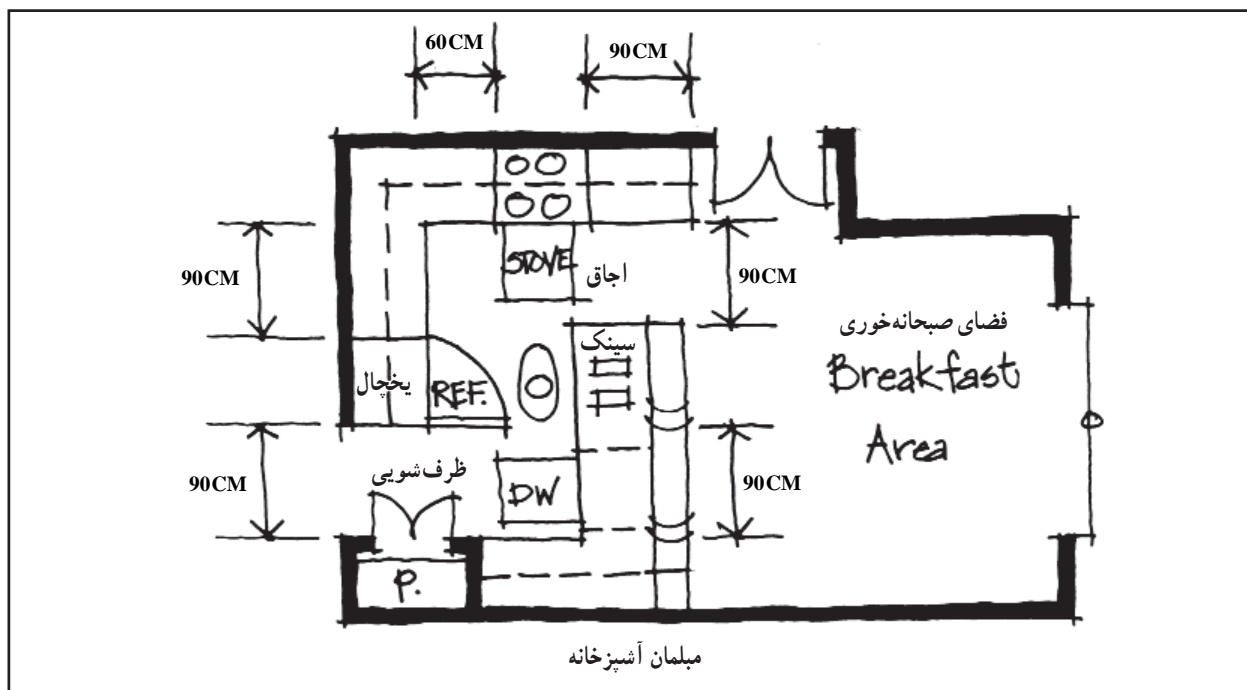 60CM
90CM
STOVE
اجاق
90CM
90CM
سینک
فضای صبحانه‌خوری
Breakfast
Area
یخچال
REF.
ظرف‌شویی
90CM
DW
90CM
P.
مبلمان آشپزخانه